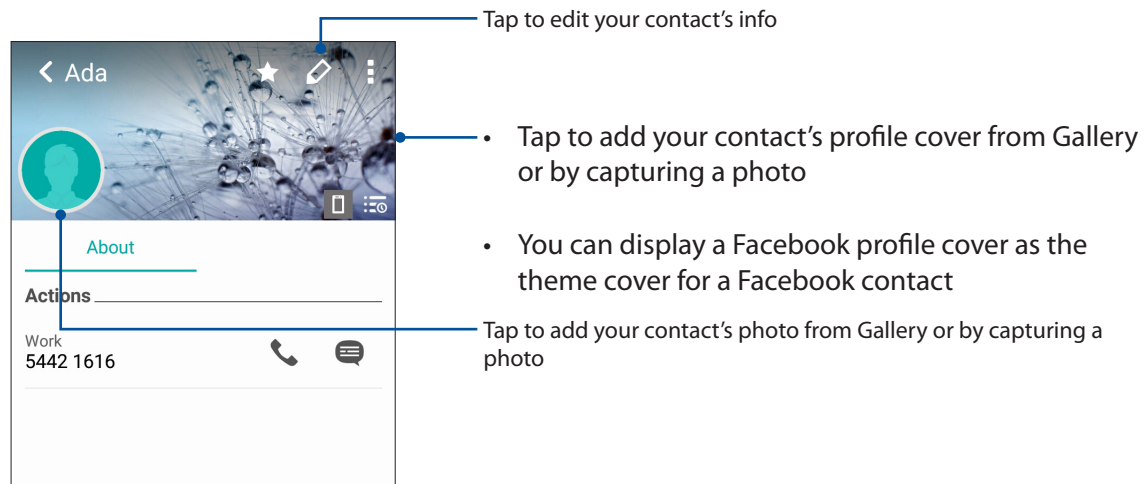 Tap to edit your contact’s info
Ada
• Tap to add your contact’s profile cover from Gallery
or by capturing a photo
• You can display a Facebook profile cover as the
theme cover for a Facebook contact
About
Actions
Tap to add your contact’s photo from Gallery or by capturing a
photo
Work
5442 1616